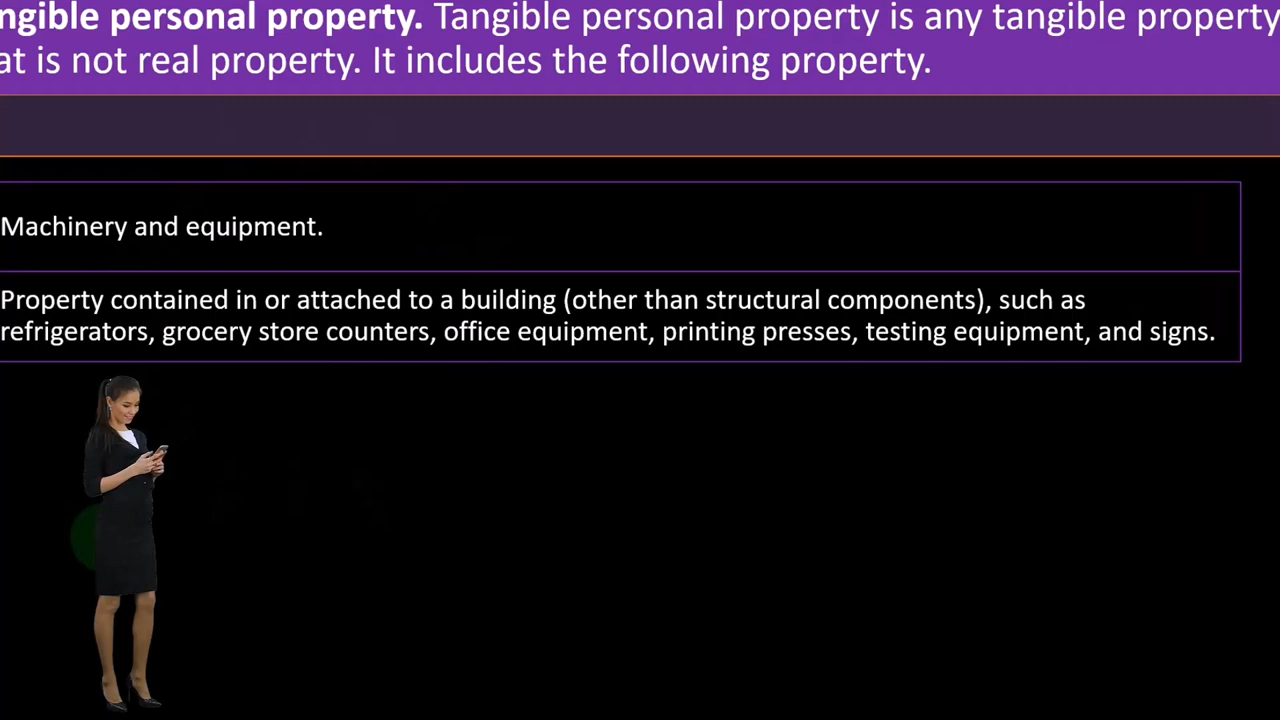 ngible personal property. Tangible personal property is any tangible property
at is not real property. It includes the following property.
Machinery and equipment.
Property contained in or attached to a building (other than structural components), such as
refrigerators, grocery store counters, office equipment, printing presses, testing equipment, and signs.